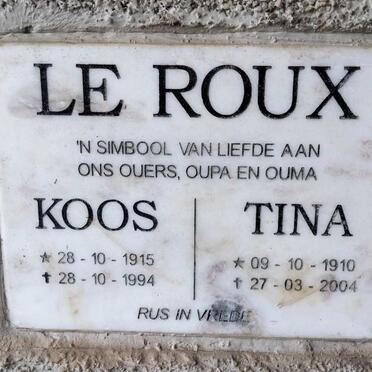 LE ROUX
'N SIMBOOL VAN LIEFDE AAN
ONS OUERS, OUPA EN OUMA
KOOS TINA
* 28 - 10 - 1915 * 09 - 10 - 1910
✝ 28 - 10 - 1994 ✝ 27 - 03 - 2004
RUS IN VREDE